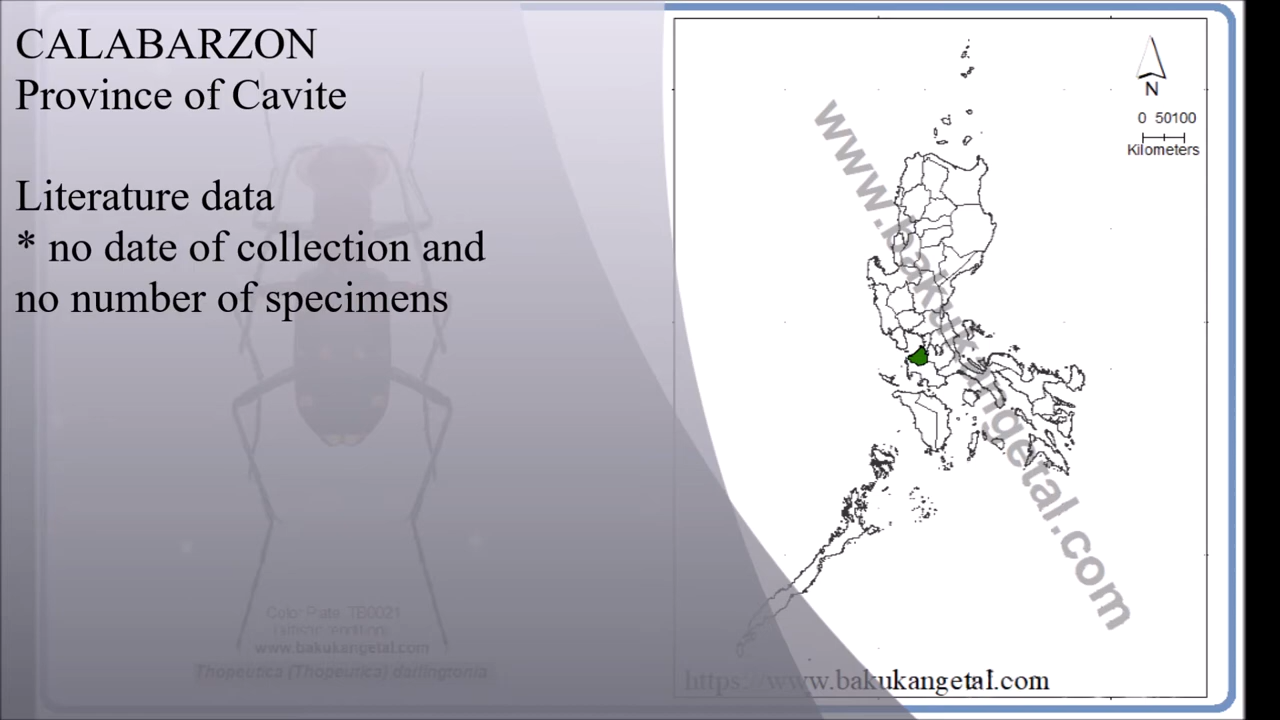 CALABARZON
Province of Cavite
Literature data
* no date of collection and
no number of specimens
N
0 50100
Kilometers
www.bakukangetal.com
Color Plate: TB0021
www.bakukangetal.com
Thopeutica (Thopeutica) darlingtonia
https://www.bakukangetal.com